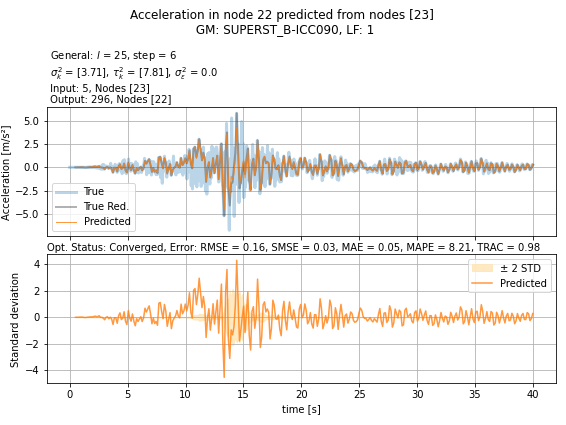 Acceleration in node 22 predicted from nodes [23]
GM: SUPERST_B-ICC090, LF: 1
General: l = 25, step = 6
σ²ₖ = [3.71], τ²ₖ = [7.81], σ²ₑ = 0.0
Input: 5, Nodes [23]
Output: 296, Nodes [22]
Acceleration [m/s²]
5.0
2.5
0.0
−2.5
−5.0
True
True Red.
Predicted
Opt. Status: Converged, Error: RMSE = 0.16, SMSE = 0.03, MAE = 0.05, MAPE = 8.21, TRAC = 0.98
Standard deviation
4
2
0
−2
−4
± 2 STD
Predicted
0 5 10 15 20 25 30 35 40
time [s]